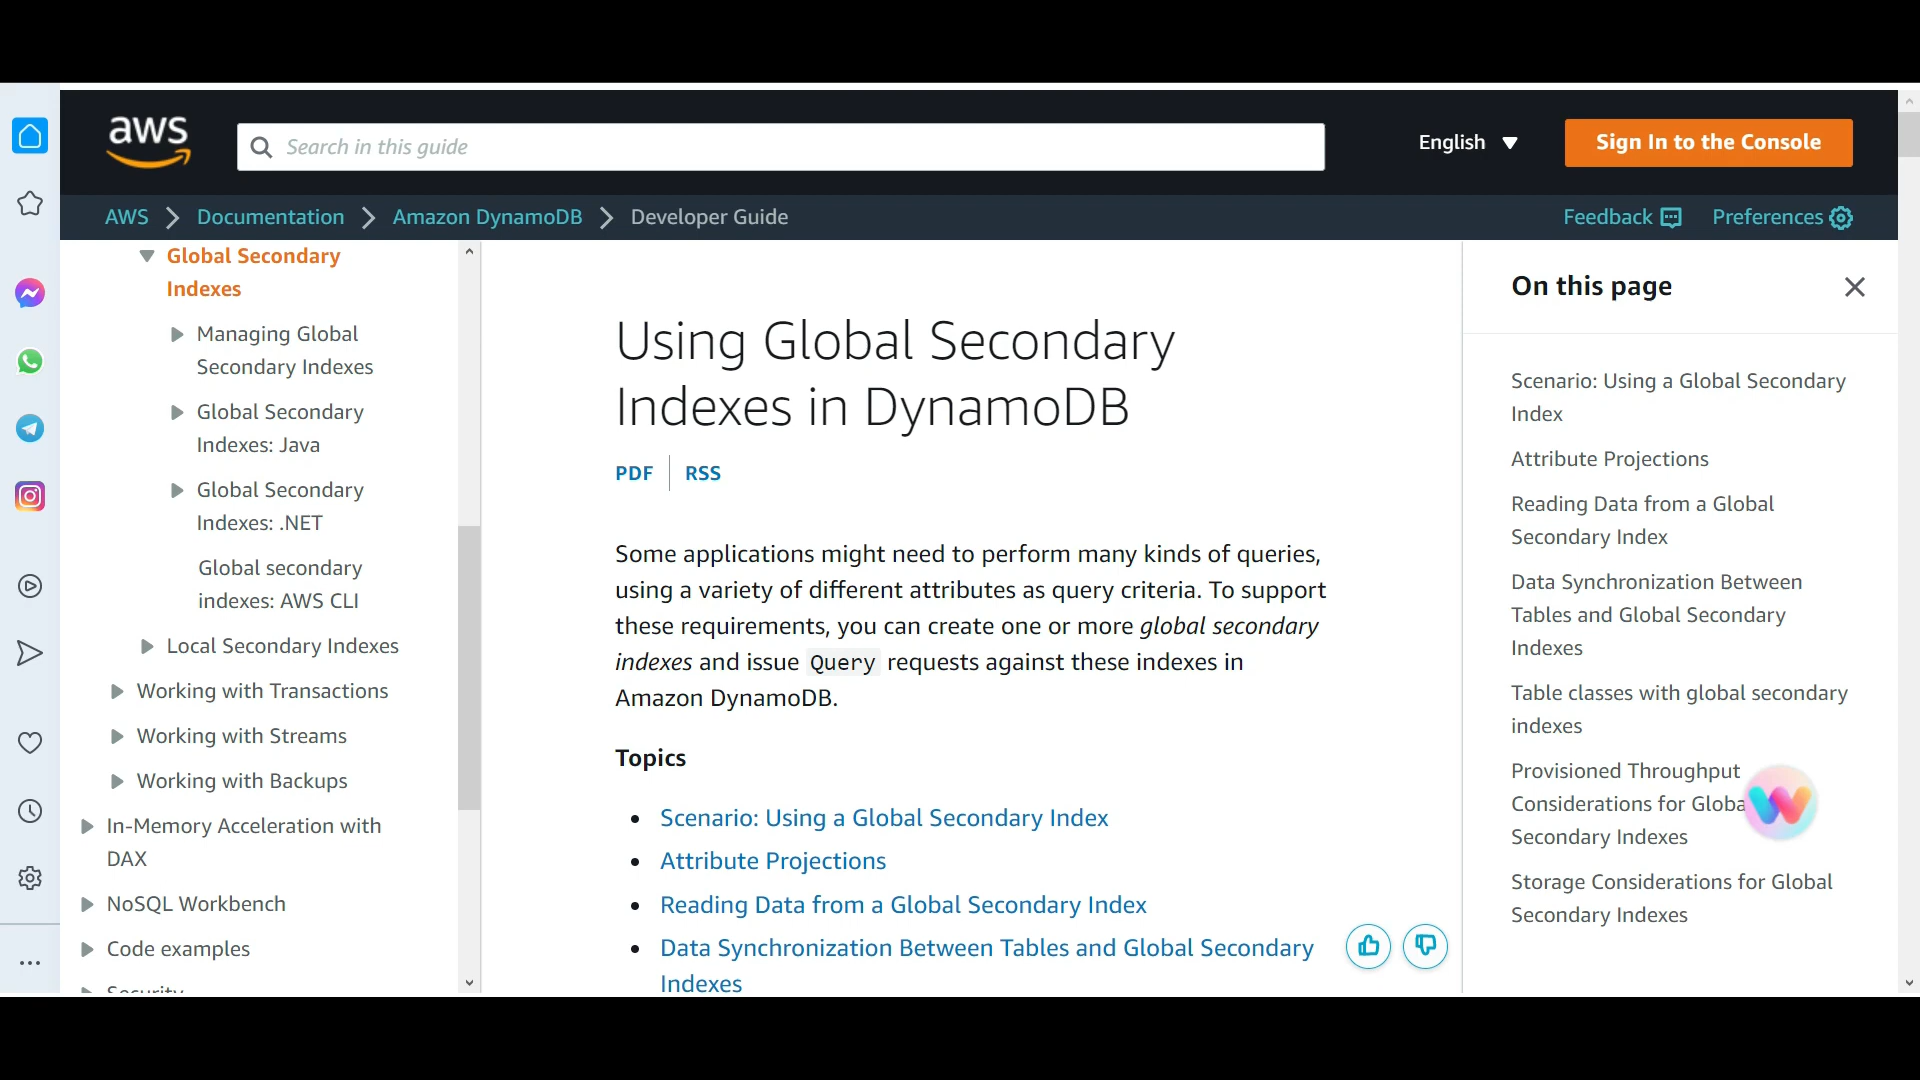 aws
Search in this guide
English
Sign In to the Console
AWS
Documentation
Amazon DynamoDB
Developer Guide
Feedback
Preferences
Global Secondary
Indexes
Managing Global
Secondary Indexes
Global Secondary
Indexes: Java
Global Secondary
Indexes: .NET
Global secondary
indexes: AWS CLI
Local Secondary Indexes
Working with Transactions
Working with Streams
Working with Backups
In-Memory Acceleration with
DAX
NoSQL Workbench
Code examples
Security
Using Global Secondary
Indexes in DynamoDB
PDF
RSS
Some applications might need to perform many kinds of queries,
using a variety of different attributes as query criteria. To support
these requirements, you can create one or more global secondary
indexes and issue Query requests against these indexes in
Amazon DynamoDB.
Topics
• Scenario: Using a Global Secondary Index
• Attribute Projections
• Reading Data from a Global Secondary Index
• Data Synchronization Between Tables and Global Secondary
Indexes
On this page
Scenario: Using a Global Secondary
Index
Attribute Projections
Reading Data from a Global
Secondary Index
Data Synchronization Between
Tables and Global Secondary
Indexes
Table classes with global secondary
indexes
Provisioned Throughput
Considerations for Globa
Secondary Indexes
Storage Considerations for Global
Secondary Indexes